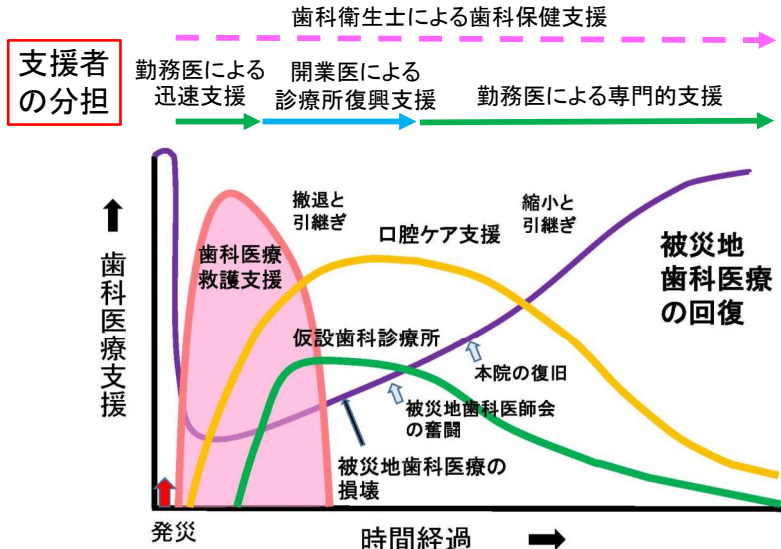 歯科衛生士による歯科保健支援
支援者
の分担
勤務医による
迅速支援
開業医による
診療所復興支援
勤務医による専門的支援
歯科医療支援
歯科医療
救護支援
撤退と
引継ぎ
口腔ケア支援
縮小と
引継ぎ
被災地
歯科医療
の回復
仮設歯科診療所
本院の復旧
被災地歯科医師会
の奮闘
被災地歯科医療の
損壊
発災
時間経過